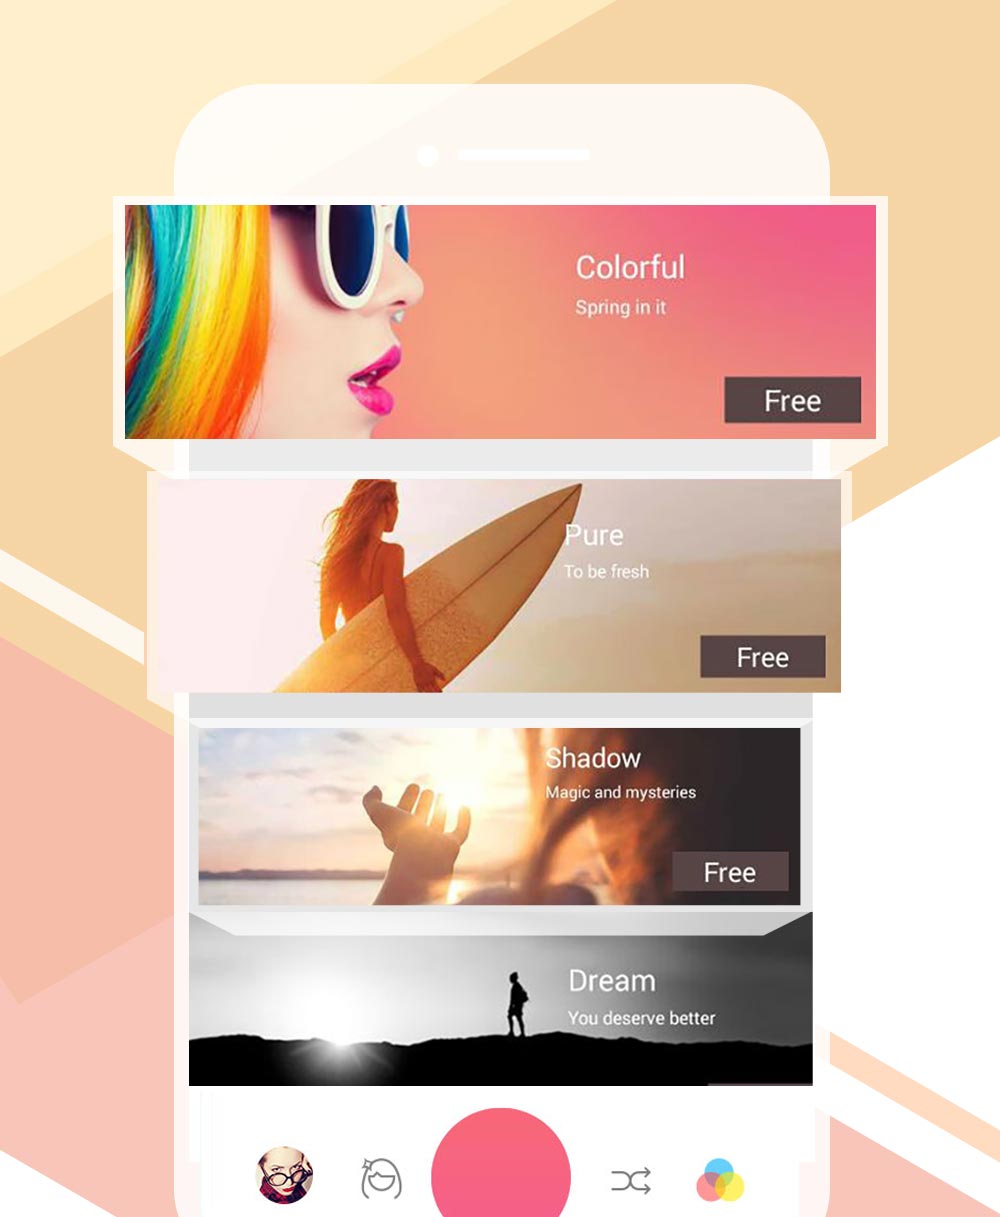 Colorful
Spring in it
Free
Pure
To be fresh
Free
Shadow
Magic and mysteries
Free
Dream
You deserve better